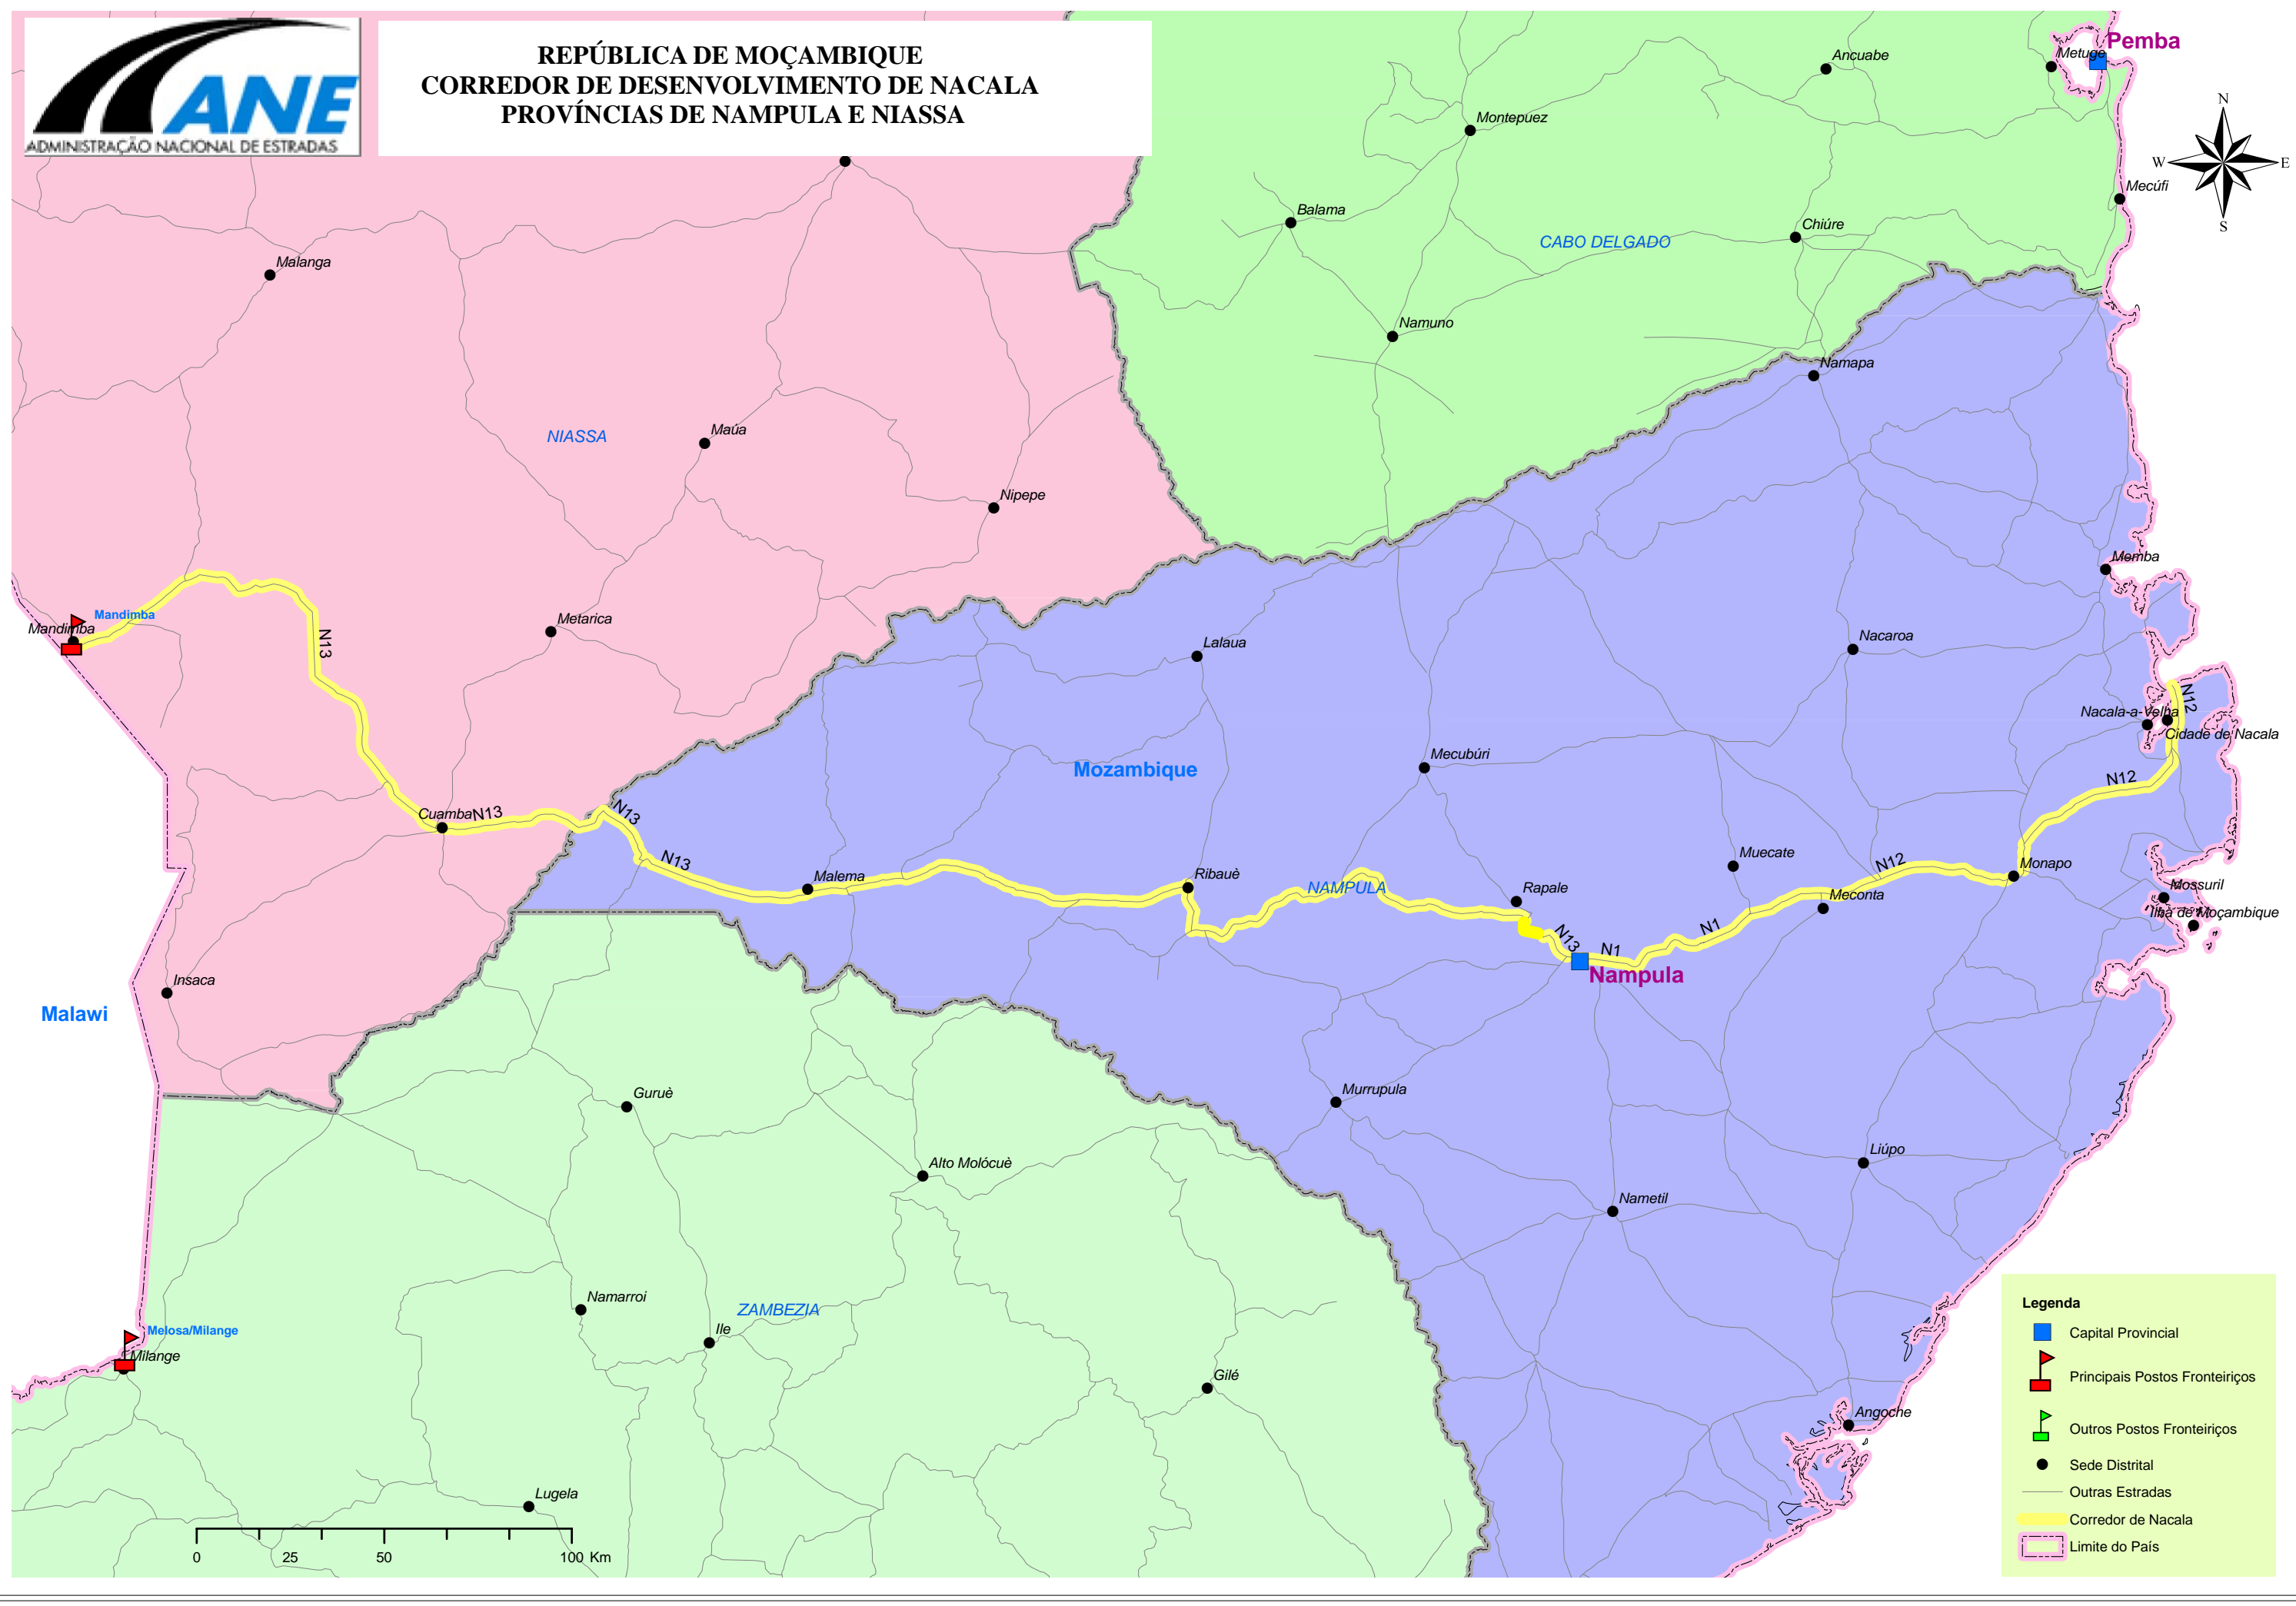 ANE
ADMINISTRAÇÃO NACIONAL DE ESTRADAS
REPÚBLICA DE MOÇAMBIQUE
CORREDOR DE DESENVOLVIMENTO DE NACALA
PROVÍNCIAS DE NAMPULA E NIASSA
Pemba
Metuge
Ancuabe
N
W
E
S
Montepuez
Mecúfi
Balama
Chiúre
CABO DELGADO
Malanga
Namuno
Namapa
NIASSA
Maúa
Nipepe
Memba
Mandimba
Mandimba
Metarica
N13
Lalaua
Nacaroa
N12
Nacala-a-Velha
Cidade de Nacala
Mozambique
Mecubúri
N12
Cuamba
N13
N13
N13
Malema
Ribauè
NAMPULA
Rapale
Muecate
N12
Meconta
Monapo
Mossuril
Ilha de Moçambique
N13
N1
N1
Nampula
Insaca
Malawi
Guruè
Murrupula
Alto Molócuè
Liúpo
Nametil
Namarroi
ZAMBEZIA
Ile
Melosa/Milange
Milange
Gilé
Angoche
Lugela
0
25
50
100 Km
Legenda
Capital Provincial
Principais Postos Fronteiriços
Outros Postos Fronteiriços
Sede Distrital
Outras Estradas
Corredor de Nacala
Limite do País